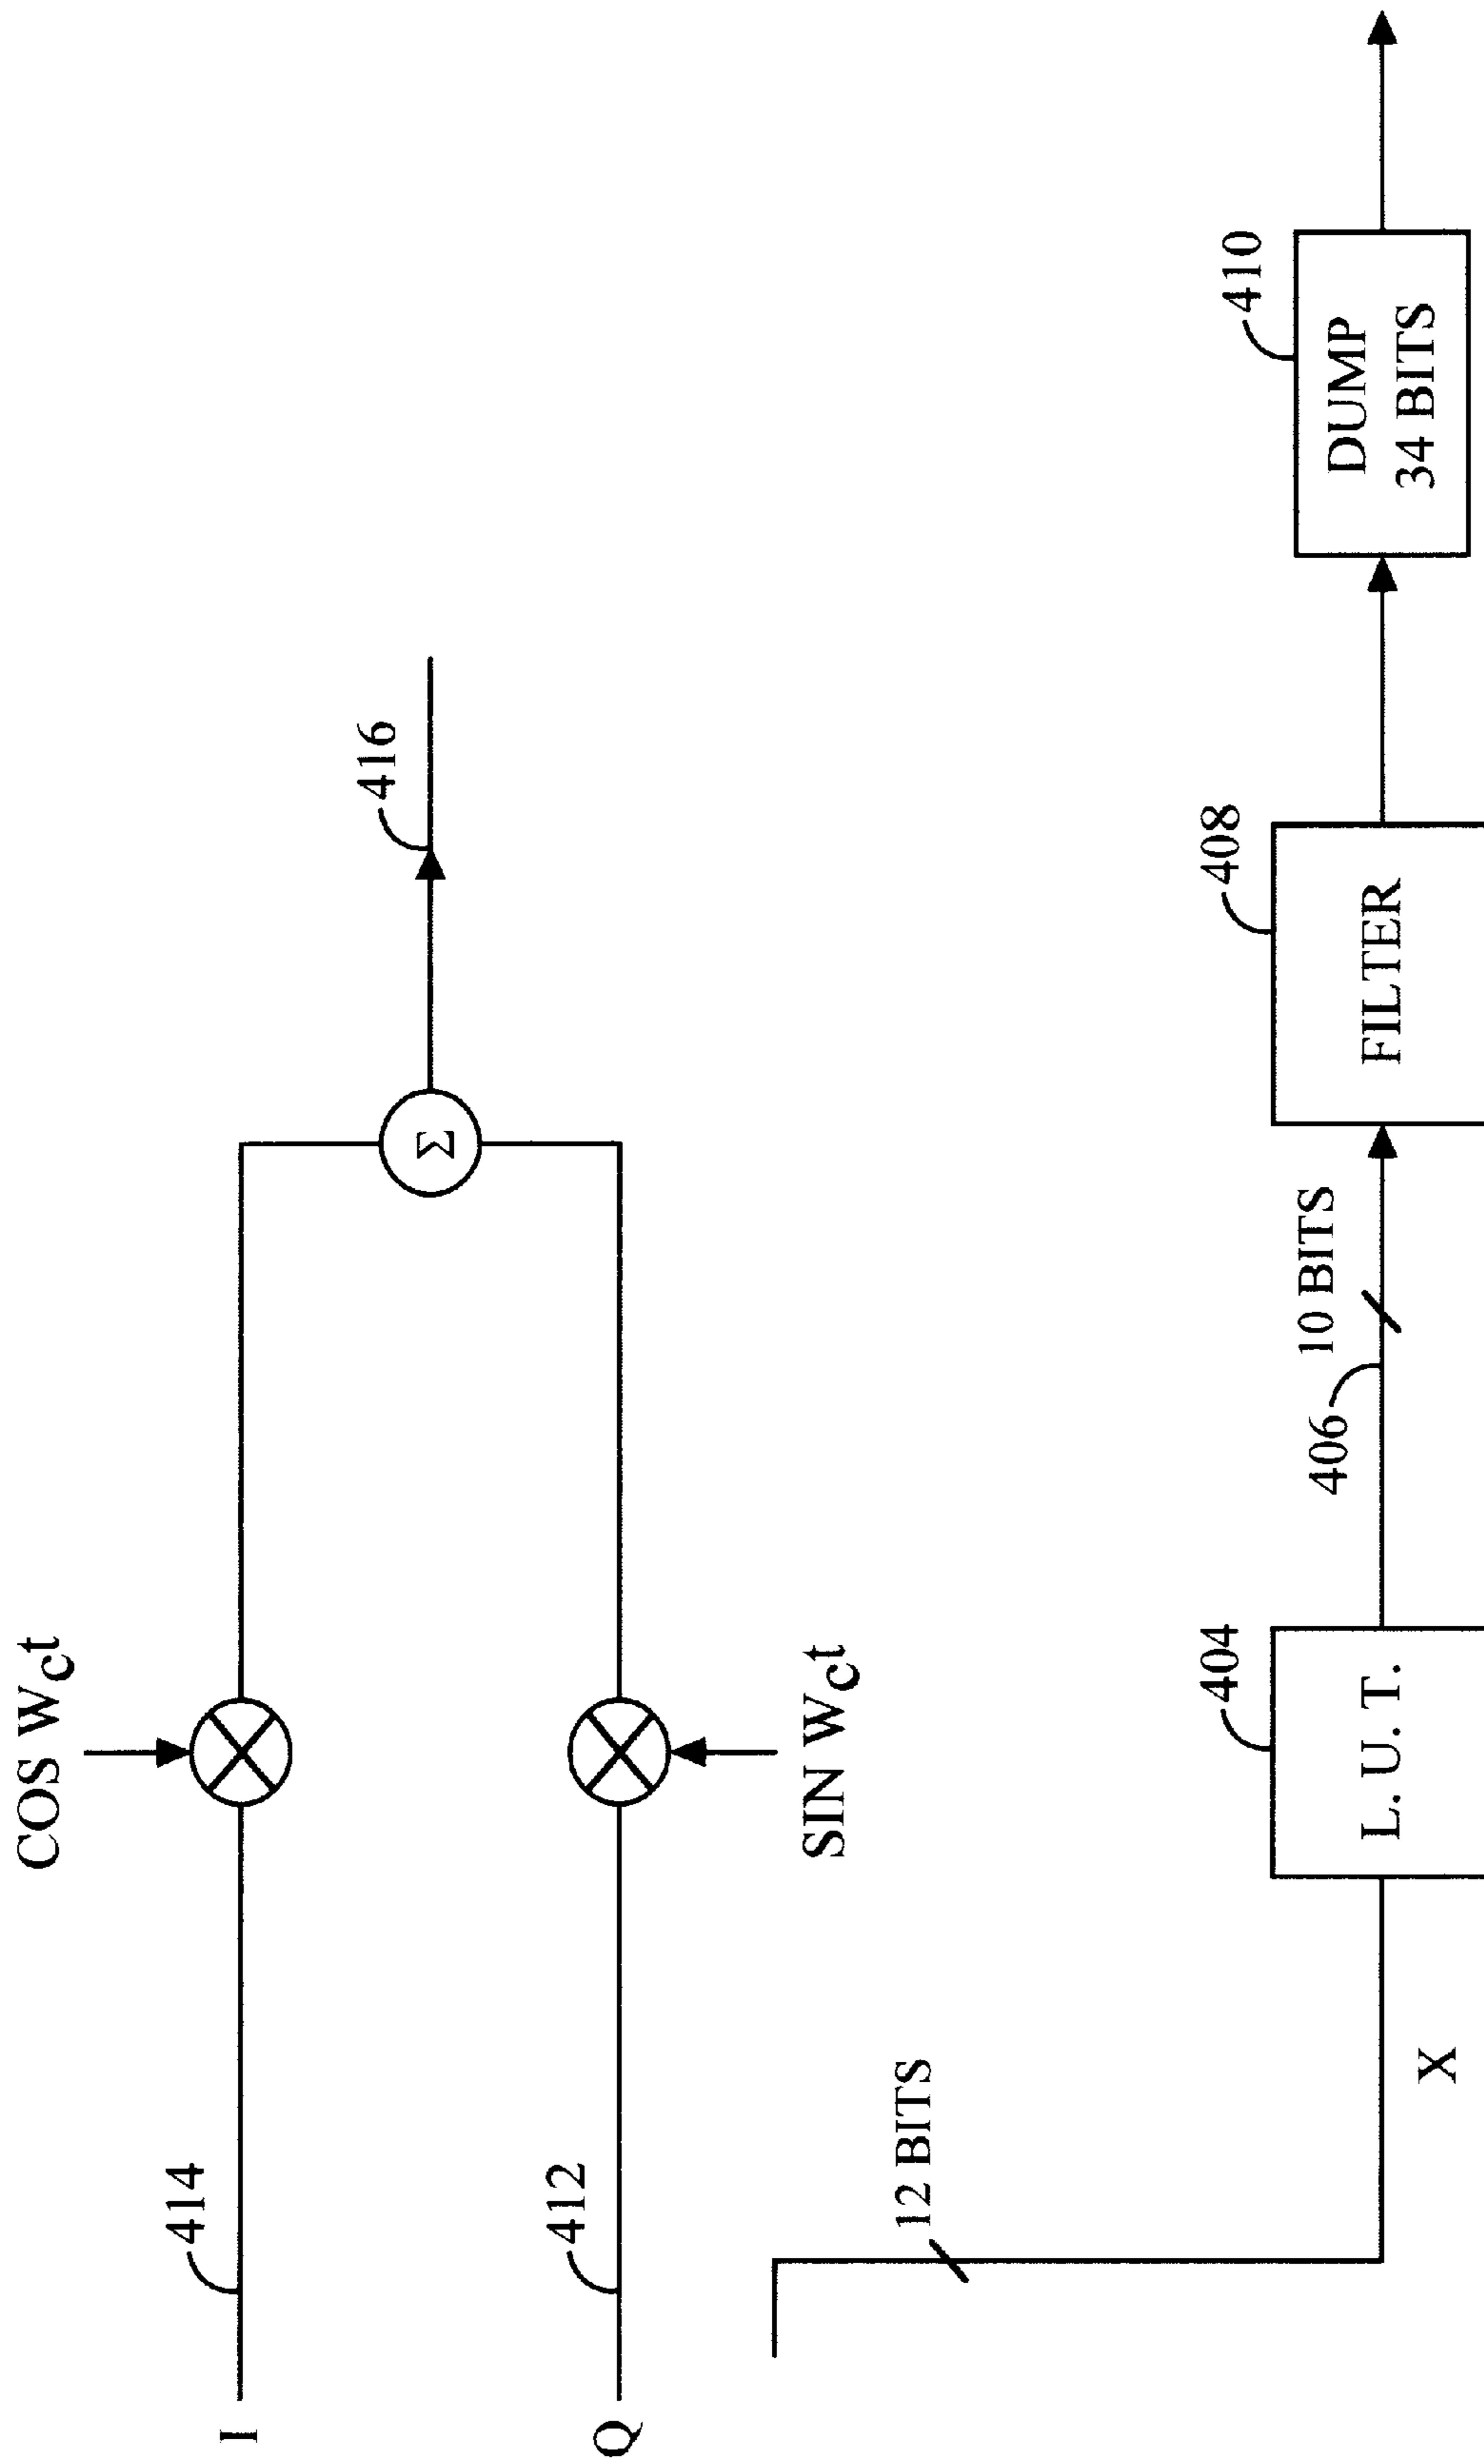 COS Wct
414
I
416
Σ
412
Q
SIN Wct
12 BITS
X
404
L. U. T.
406
10 BITS
408
FILTER
410
DUMP
34 BITS